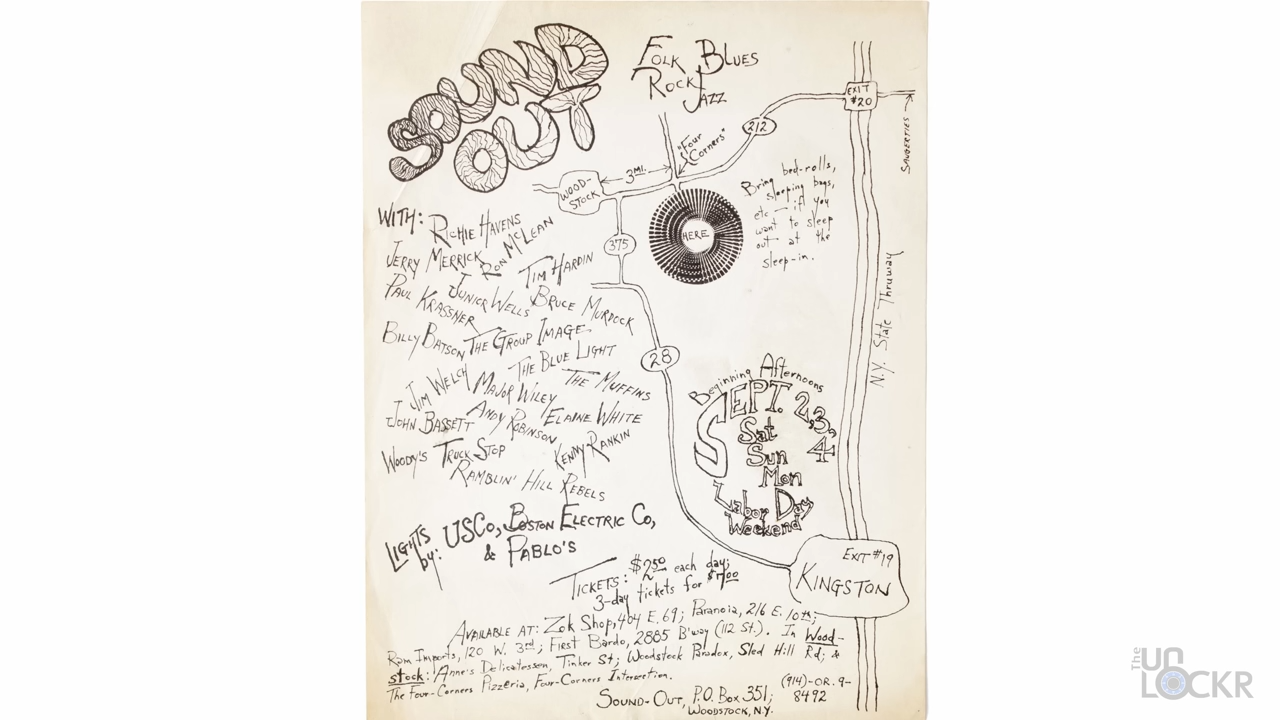 SOUND
OUT
FOLK BLUES
ROCK JAZZ
EXIT
#20
SAUGERTIES
212
"FOUR
CORNERS"
3 MI.
WOOD-
STOCK
HERE
375
Bring bed-rolls,
sleeping bags,
etc — if you
want to sleep
out at the
sleep-in.
WITH: RICHIE HAVENS
JERRY MERRICK
RON McLEAN
TIM HARDIN
PAUL KRASSNER
JUNIOR WELLS
BRUCE MURDOCK
BILLY BATSON
THE GROUP IMAGE
THE BLUE LIGHT
JIM WELCH
MAJOR WILEY
THE MUFFINS
JOHN BASSETT
ANDY ROBINSON
ELAINE WHITE
WOODY'S TRUCK STOP
KENNY RANKIN
RAMBLIN' HILL REBELS
28
N.Y. State Thruway
Beginning Afternoons
SEPT. 2,3,4
Sat
Sun
Mon
Labor Day
Weekend
LIGHTS
by: USCO, BOSTON ELECTRIC CO,
& PABLO'S
EXIT #19
KINGSTON
TICKETS: $2.50 each day;
3-day tickets for $7.00
AVAILABLE AT: Zok Shop, 404 E. 69; Paranoia, 216 E. 10th;
Ram Imports, 120 W. 3rd; First Bardo, 2885 B'way (112 St.). In Wood-
stock: Anne's Delicatessen, Tinker St; Woodstock Paradox, Sled Hill Rd; &
The Four-Corners Pizzeria, Four-Corners Intersection.
SOUND-OUT, P.O. Box 351,
WOODSTOCK, N.Y.
(914)-OR.9-
8492
The
UNLOCKR